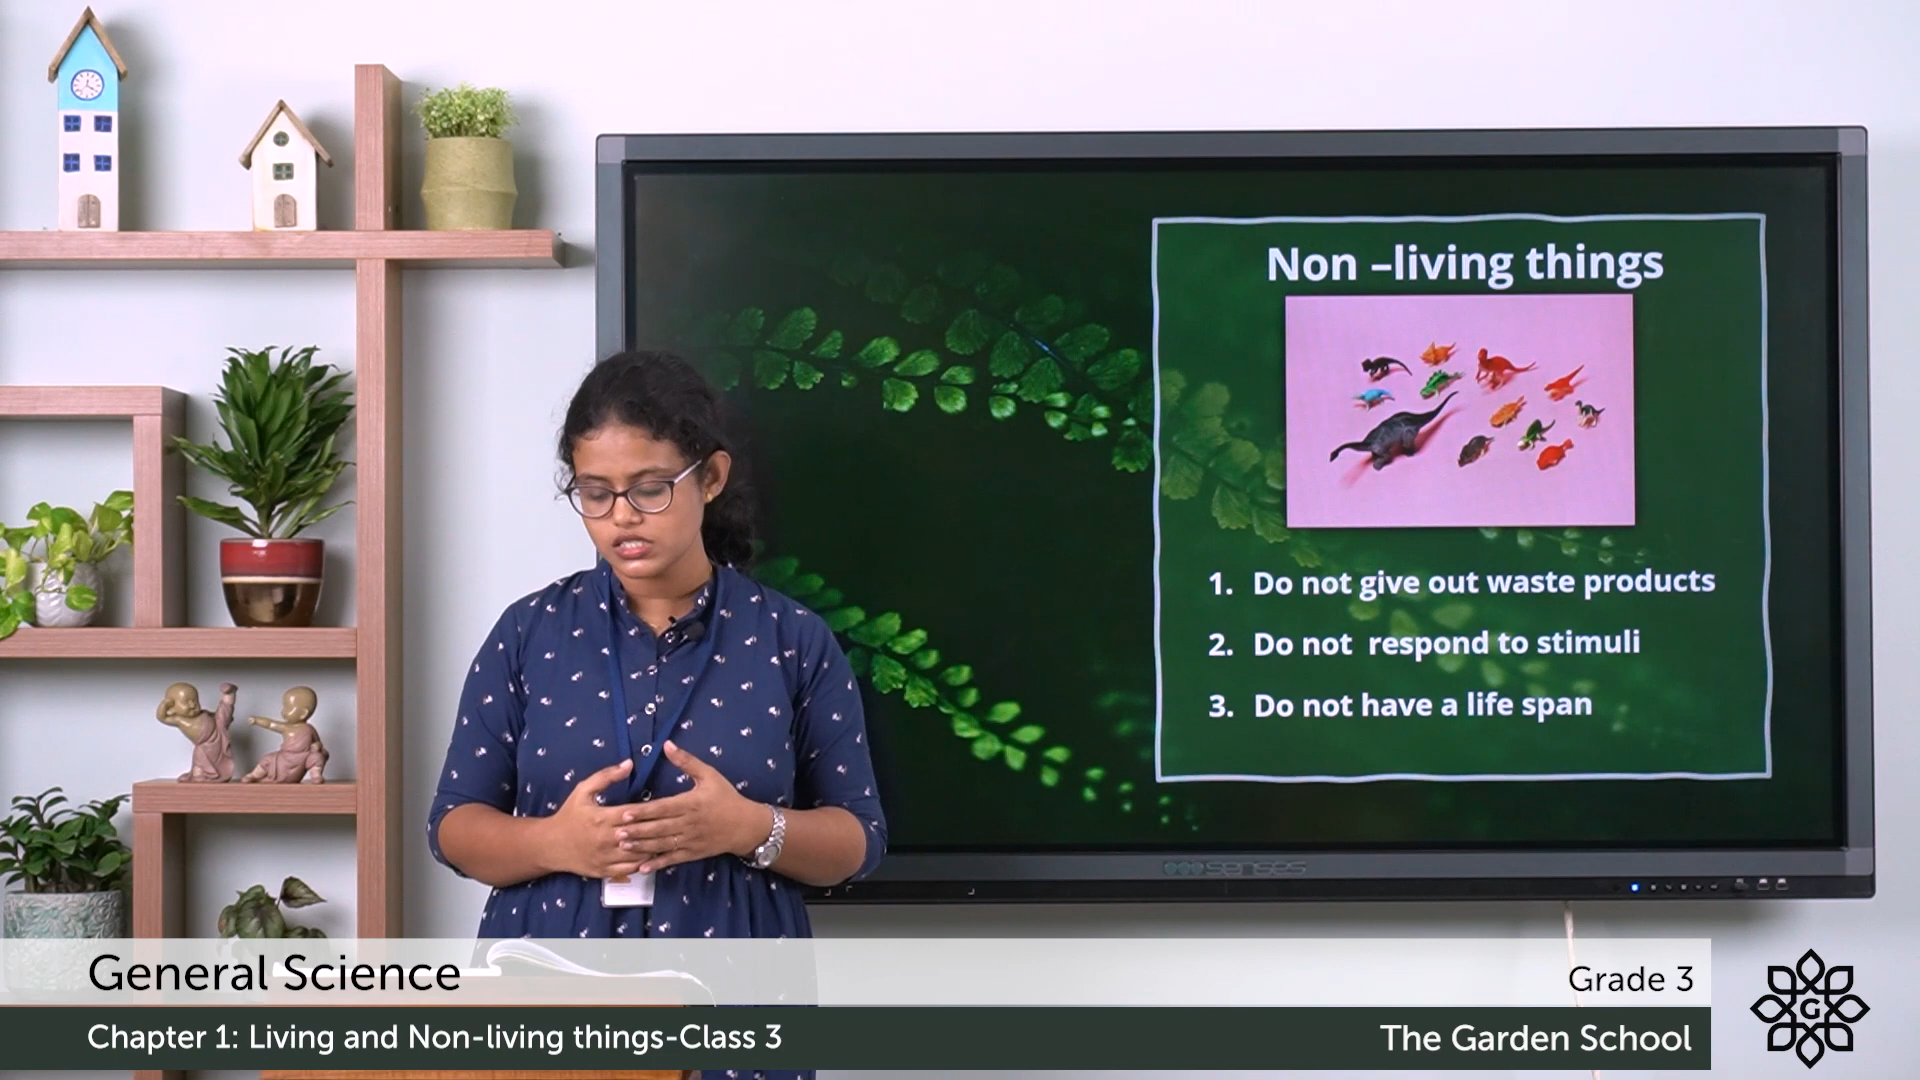 Non –living things
1. Do not give out waste products
2. Do not  respond to stimuli
3. Do not have a life span
senses
General Science
Grade 3
Chapter 1: Living and Non-living things-Class 3
The Garden School
G